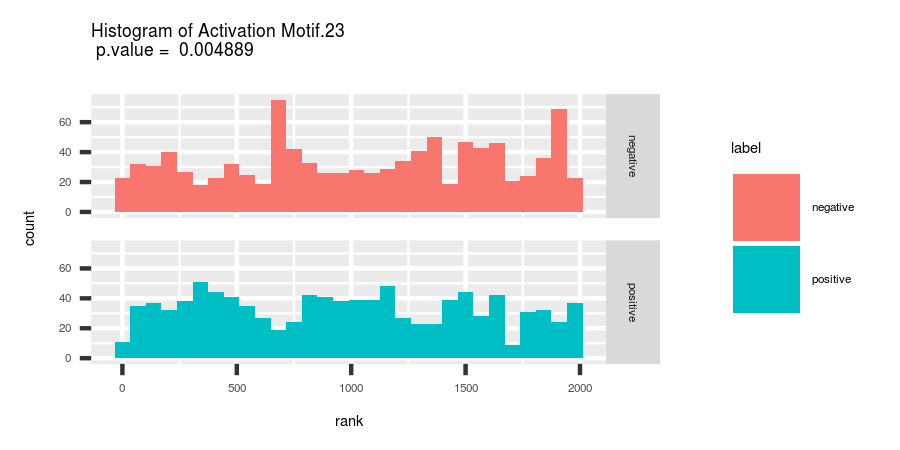 Histogram of Activation Motif.23
p.value = 0.004889
count
60
40
20
0
negative
60
40
20
0
positive
0 500 1000 1500 2000
rank
label
negative
positive